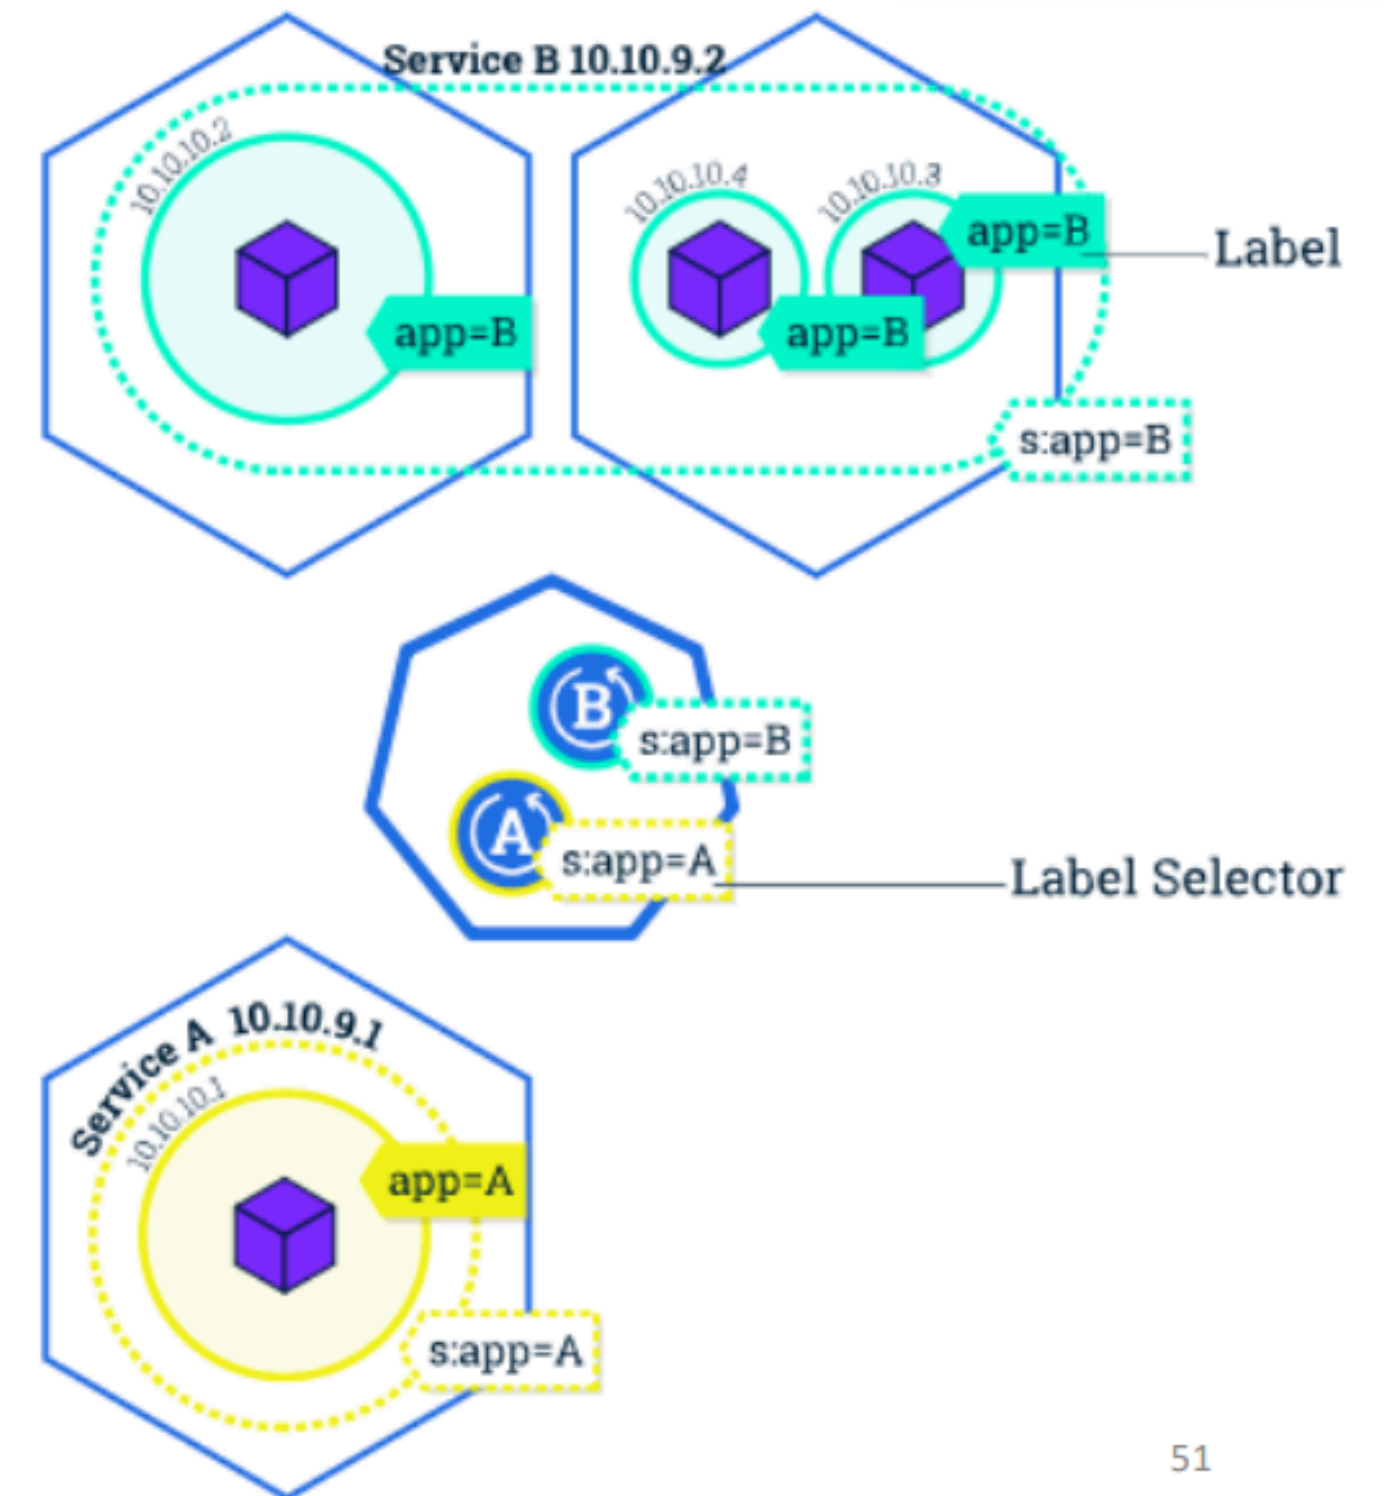 Service B 10.10.9.2
10.10.10.2
10.10.10.4
10.10.10.3
app=B
Label
app=B
app=B
s:app=B
B
s:app=B
A
s:app=A
Label Selector
Service A 10.10.9.1
10.10.10.1
app=A
s:app=A
51